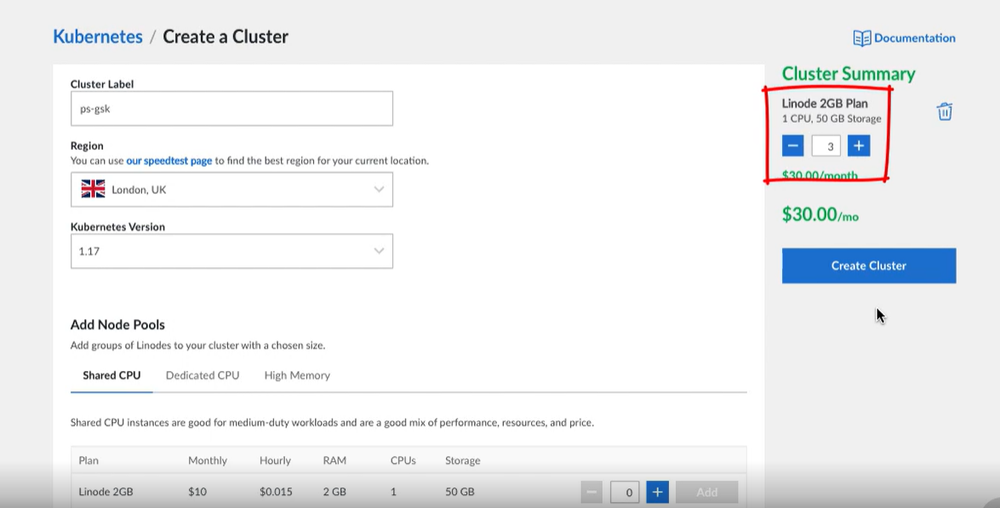 Kubernetes / Create a Cluster
Documentation
Cluster Label
ps-gsk
Region
You can use our speedtest page to find the best region for your current location.
London, UK
Kubernetes Version
1.17
Add Node Pools
Add groups of Linodes to your cluster with a chosen size.
Shared CPU Dedicated CPU High Memory
Shared CPU instances are good for medium-duty workloads and are a good mix of performance, resources, and price.
Plan Monthly Hourly RAM CPUs Storage
Linode 2GB $10 $0.015 2 GB 1 50 GB − 0 + Add
Cluster Summary
Linode 2GB Plan
1 CPU, 50 GB Storage
− 3 +
$30.00/month
$30.00/mo
Create Cluster